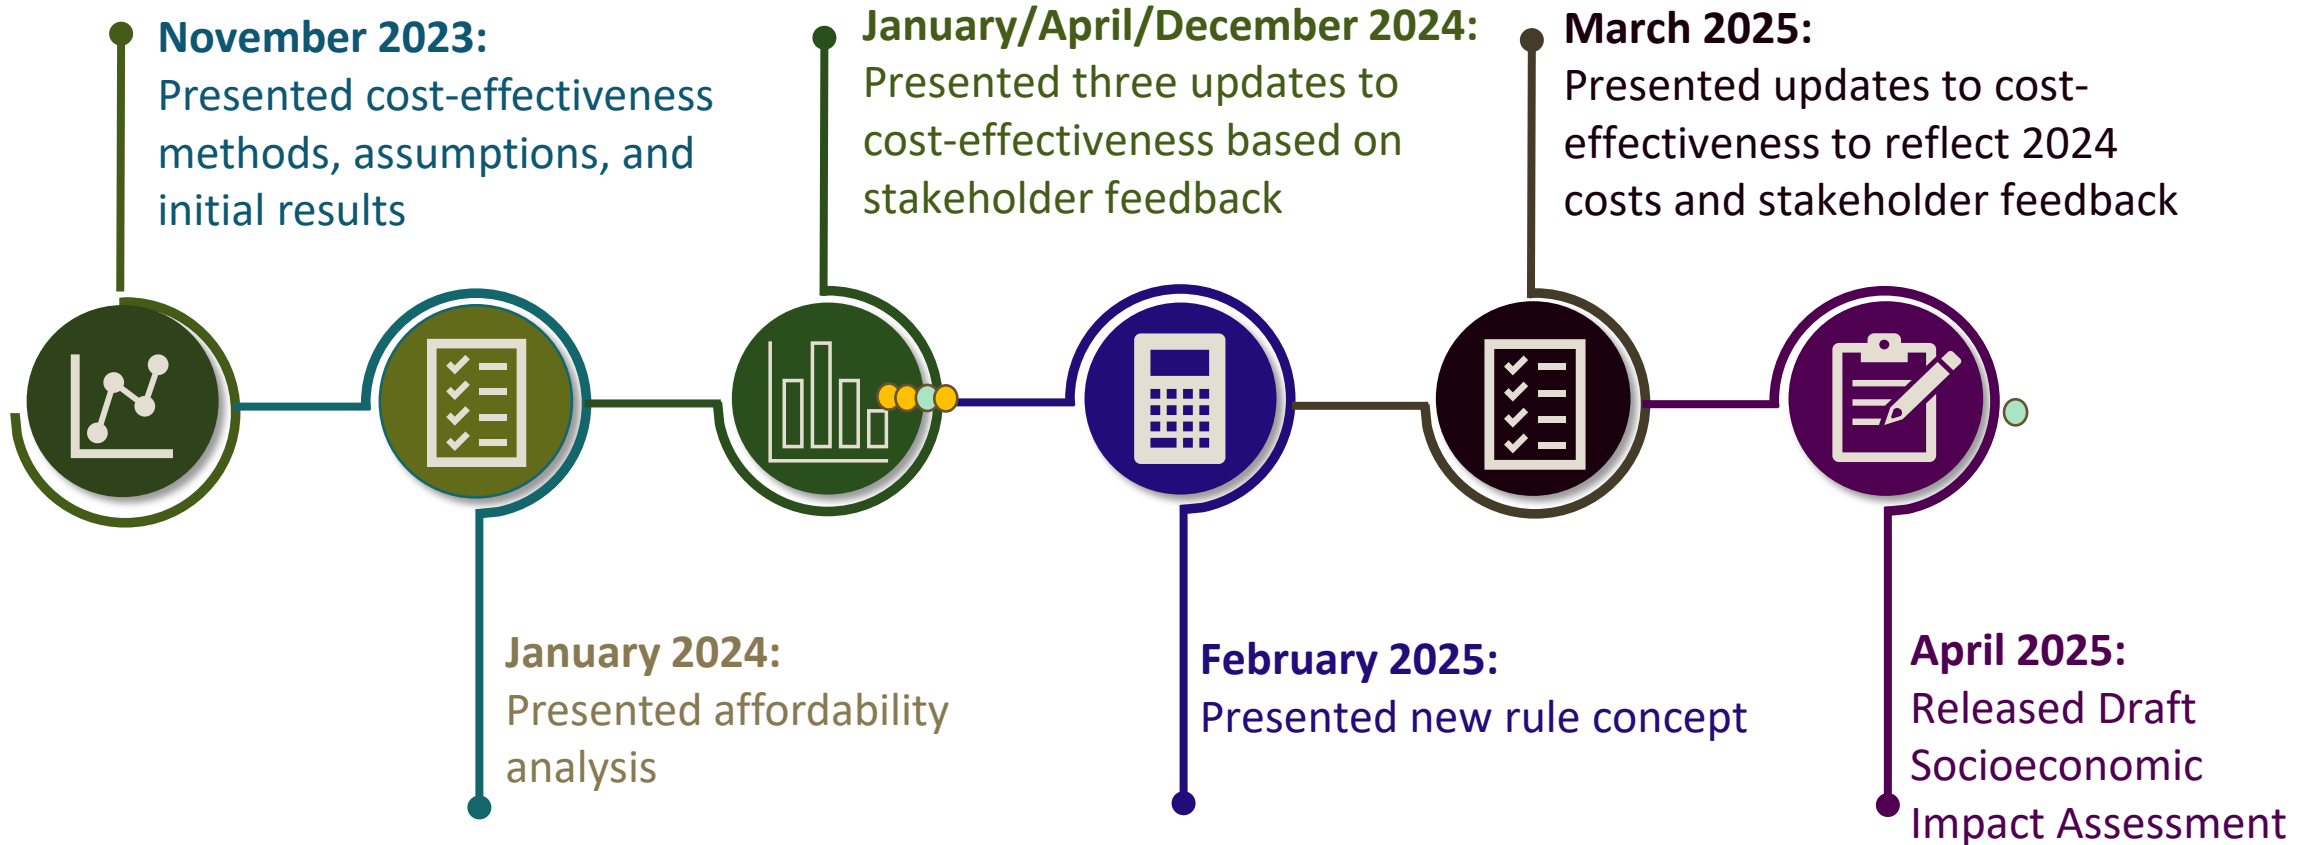 November 2023:
Presented cost-effectiveness
methods, assumptions, and
initial results
January 2024:
Presented affordability
analysis
January/April/December 2024:
Presented three updates to
cost-effectiveness based on
stakeholder feedback
February 2025:
Presented new rule concept
March 2025:
Presented updates to cost-
effectiveness to reflect 2024
costs and stakeholder feedback
April 2025:
Released Draft
Socioeconomic
Impact Assessment